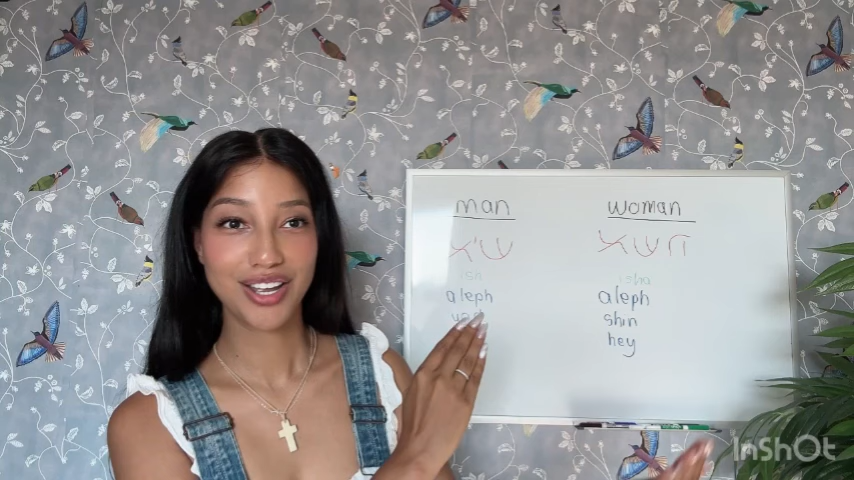 man
איש
ish
aleph
woman
אשה
isha
aleph
shin
hey
InShOt